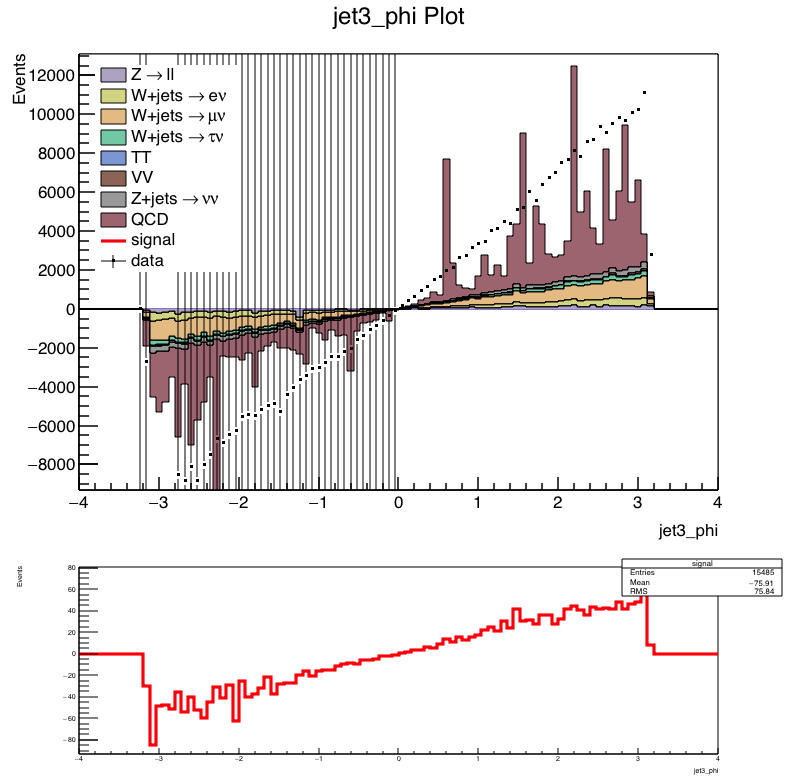 jet3_phi Plot
Events
12000
10000
8000
6000
4000
2000
0
−2000
−4000
−6000
−8000
Z → ll
W+jets → eν
W+jets → μν
W+jets → τν
TT
VV
Z+jets → νν
QCD
signal
data
−4 −3 −2 −1 0 1 2 3 4
jet3_phi
Events
80
60
40
20
0
−20
−40
−60
−80
signal
Entries 15485
Mean −75.91
RMS 75.84
−4 −3 −2 −1 0 1 2 3 4
jet3_phi